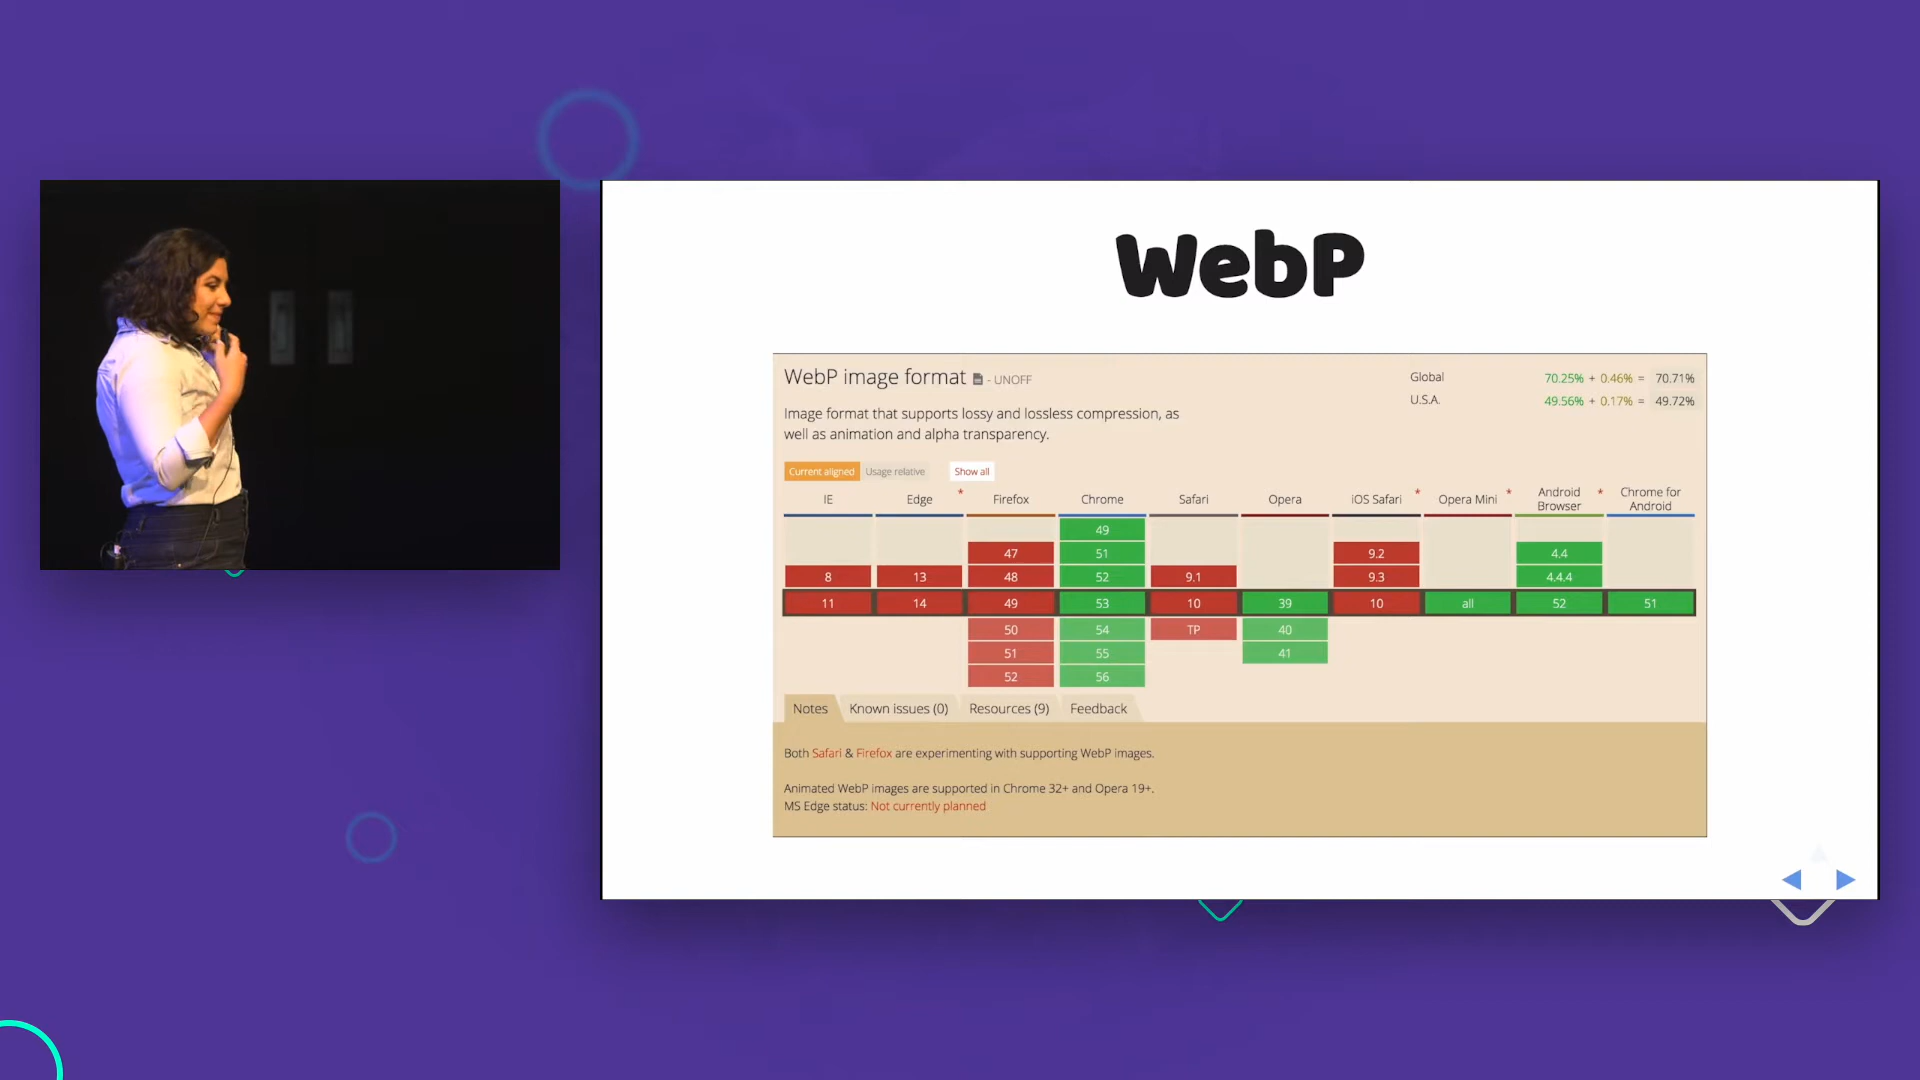 WebP
WebP image format - UNOFF
Global 70.25% + 0.46% = 70.71%
U.S.A. 49.56% + 0.17% = 49.72%
Image format that supports lossy and lossless compression, as
well as animation and alpha transparency.
Current aligned Usage relative Show all
IE Edge * Firefox Chrome Safari Opera iOS Safari * Opera Mini * Android Browser * Chrome for Android
49
47 51 9.2 4.4
8 13 48 52 9.1 9.3 4.4.4
11 14 49 53 10 39 10 all 52 51
50 54 TP 40
51 55 41
52 56
Notes Known issues (0) Resources (9) Feedback
Both Safari & Firefox are experimenting with supporting WebP images.
Animated WebP images are supported in Chrome 32+ and Opera 19+.
MS Edge status: Not currently planned